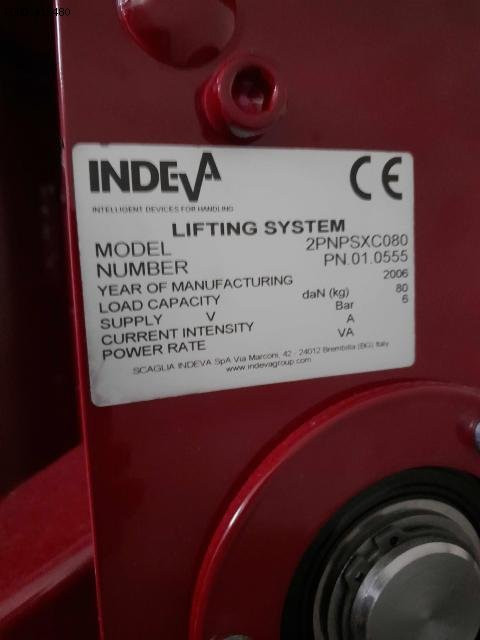 INDEVA
INTELLIGENT DEVICES FOR HANDLING
CE
LIFTING SYSTEM
MODEL 2PNPSXC080
NUMBER PN.01.0555
YEAR OF MANUFACTURING 2006
LOAD CAPACITY daN (kg) 80
SUPPLY V Bar 6
CURRENT INTENSITY A
POWER RATE VA
SCAGLIA INDEVA SpA Via Marconi, 42 - 24012 Brembilla (BG) Italy
www.indevagroup.com